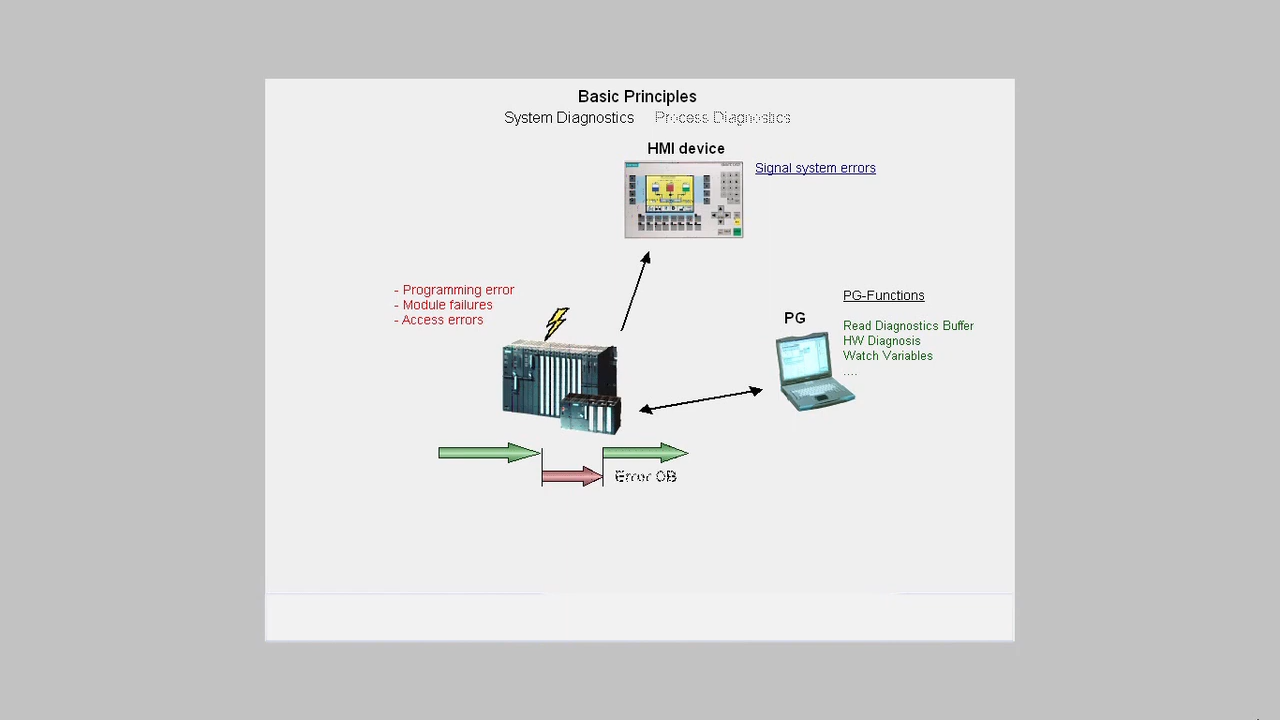 Basic Principles
System Diagnostics Process Diagnostics
HMI device
Signal system errors
- Programming error
- Module failures
- Access errors
PG-Functions
PG
Read Diagnostics Buffer
HW Diagnosis
Watch Variables
....
Error OB